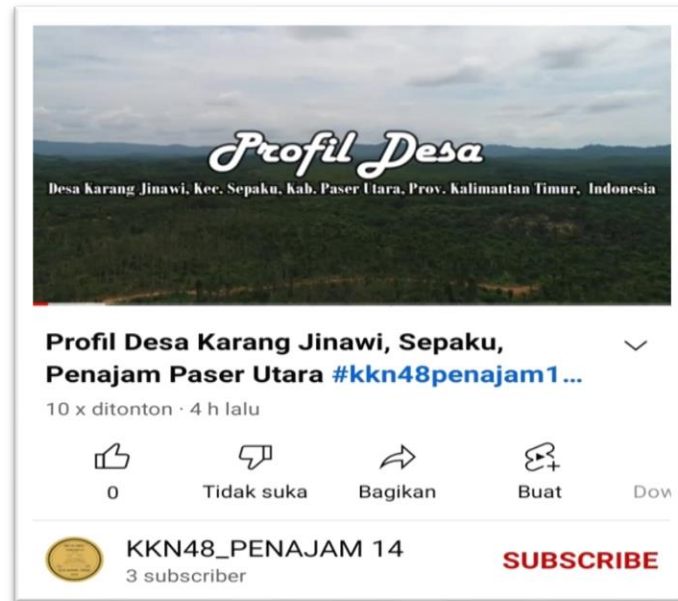 Profil Desa
Desa Karang Jinawi, Kec. Sepaku, Kab. Paser Utara, Prov. Kalimantan Timur, Indonesia
Profil Desa Karang Jinawi, Sepaku,
Penajam Paser Utara #kkn48penajam1...
10 x ditonton · 4 h lalu
0 Tidak suka Bagikan Buat Dow
KKN48_PENAJAM 14
3 subscriber
SUBSCRIBE